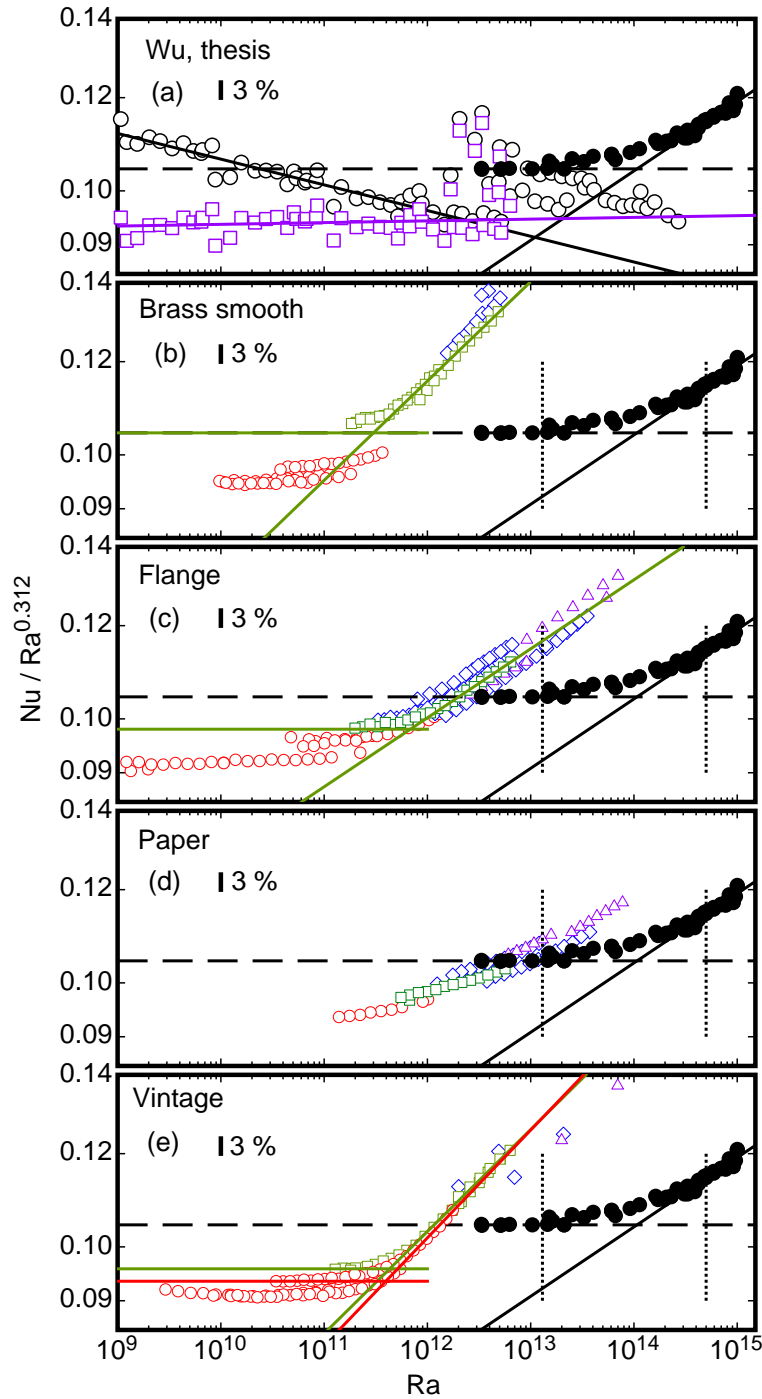 0.14
Wu, thesis
(a) 3 %
0.12
0.10
0.09
0.14
Brass smooth
(b) 3 %
0.12
0.10
0.09
0.14
Flange
(c) 3 %
0.12
0.10
0.09
Nu / Ra^0.312
0.14
Paper
(d) 3 %
0.12
0.10
0.09
0.14
Vintage
(e) 3 %
0.12
0.10
0.09
10^9 10^10 10^11 10^12 10^13 10^14 10^15
Ra